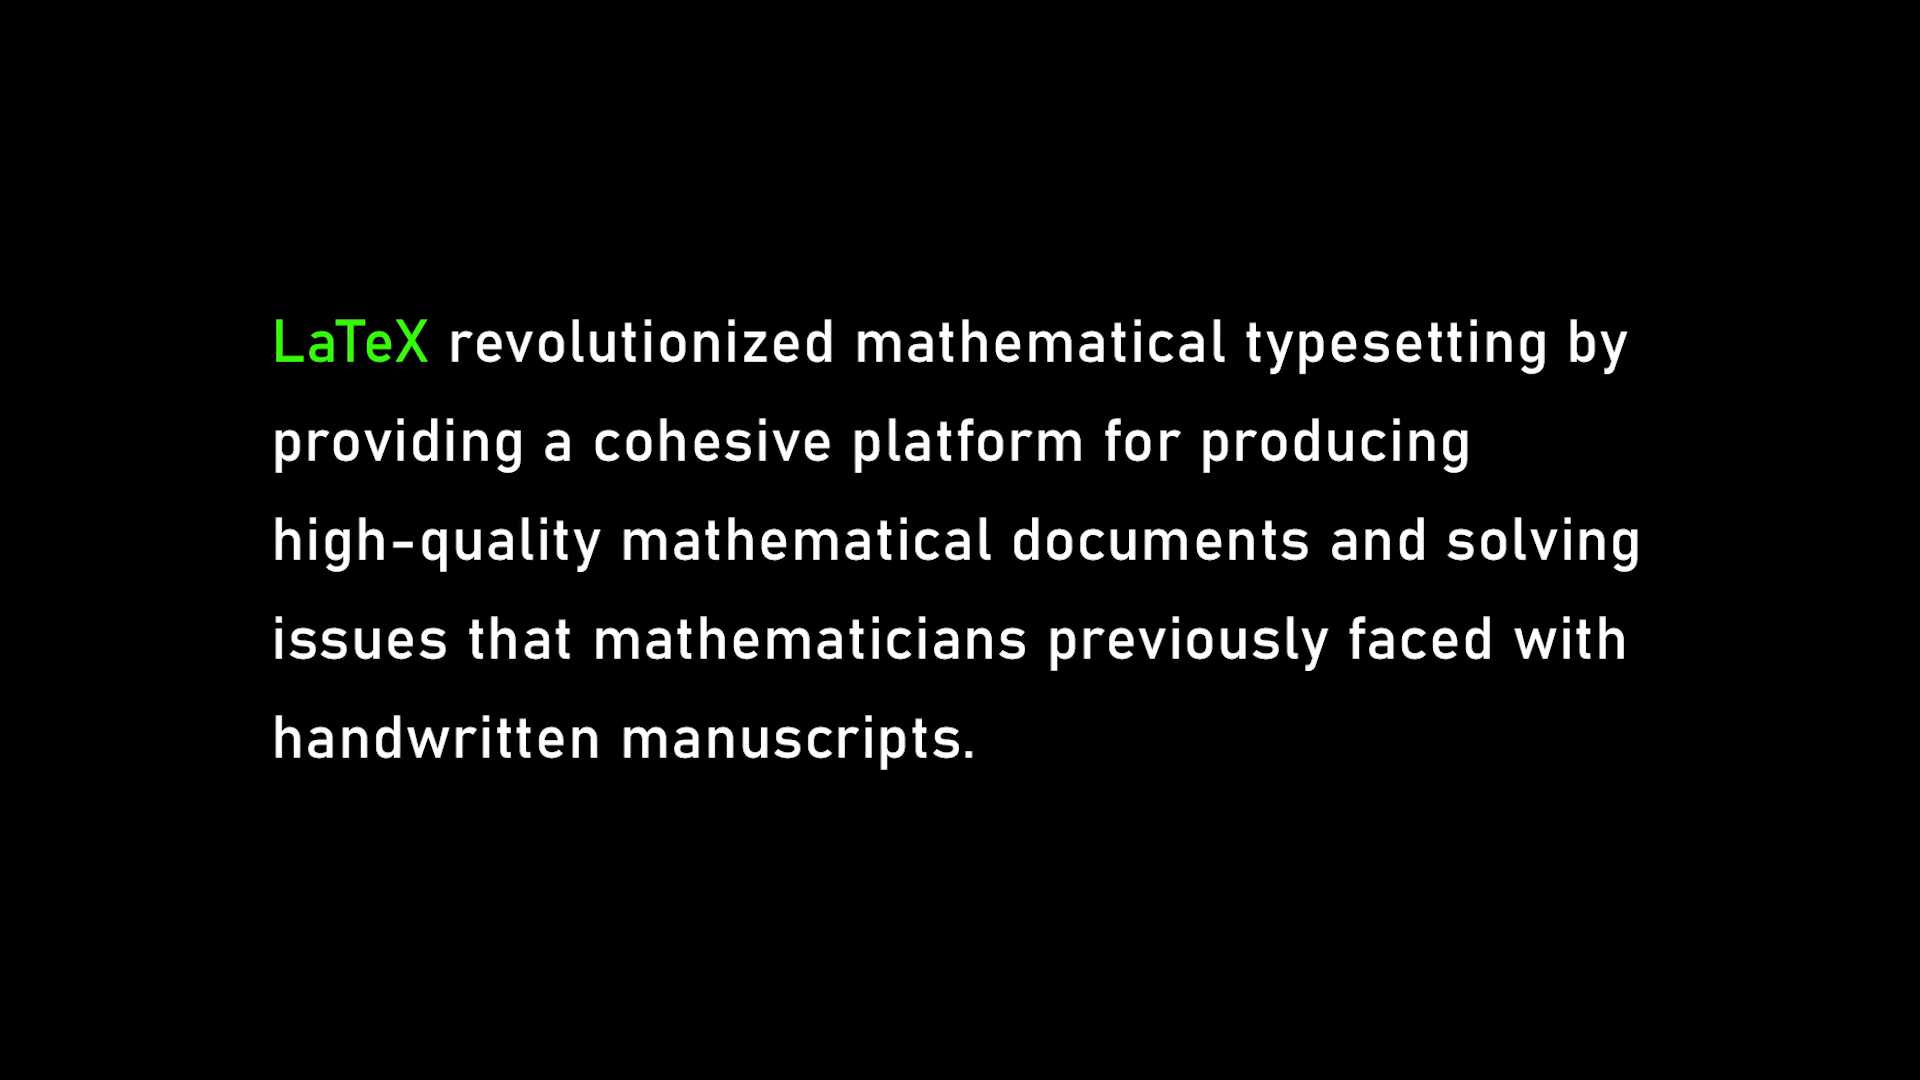 LaTeX revolutionized mathematical typesetting by
providing a cohesive platform for producing
high-quality mathematical documents and solving
issues that mathematicians previously faced with
handwritten manuscripts.